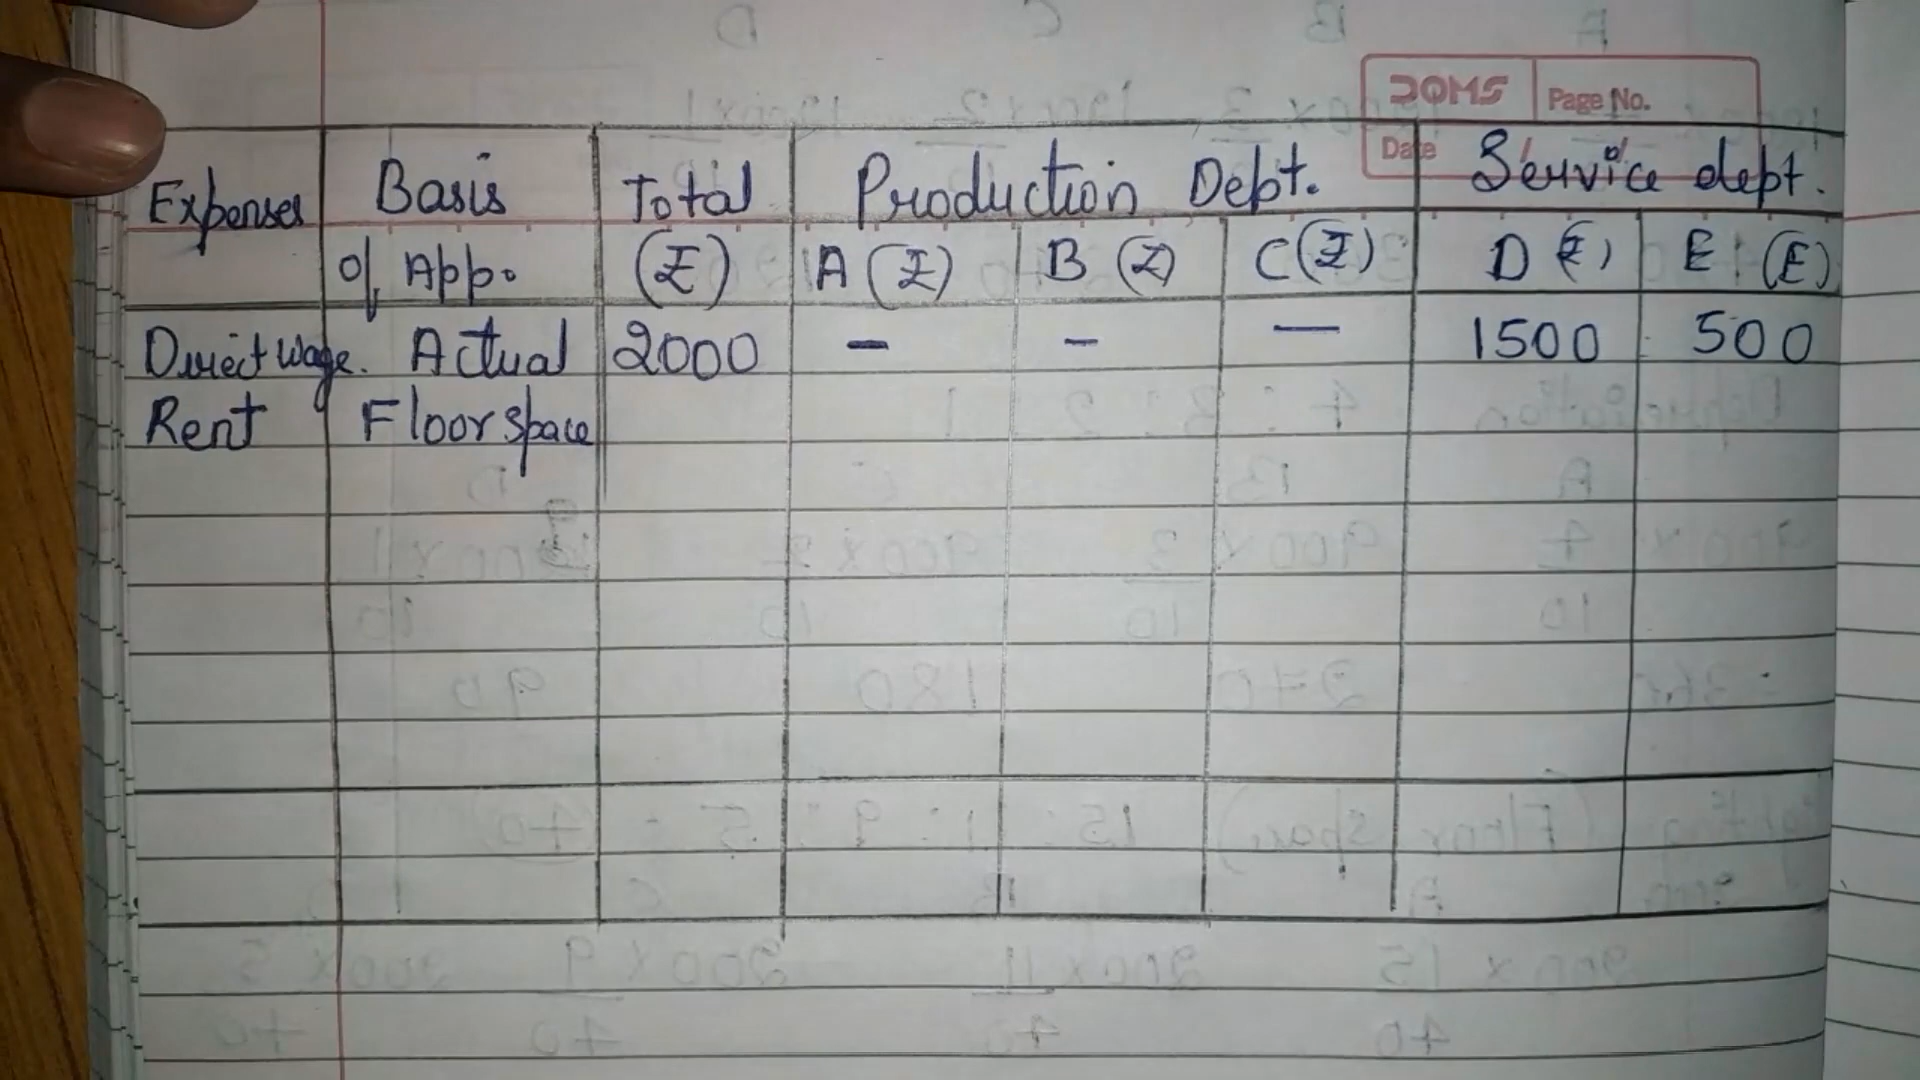 DOMS Page No.
Date
Expenses Basis of App. Total (₹) Production Dept. Service dept.
A (₹) B (₹) C (₹) D (₹) E (₹)
Direct wage. Actual 2000 – – – 1500 500
Rent Floor space